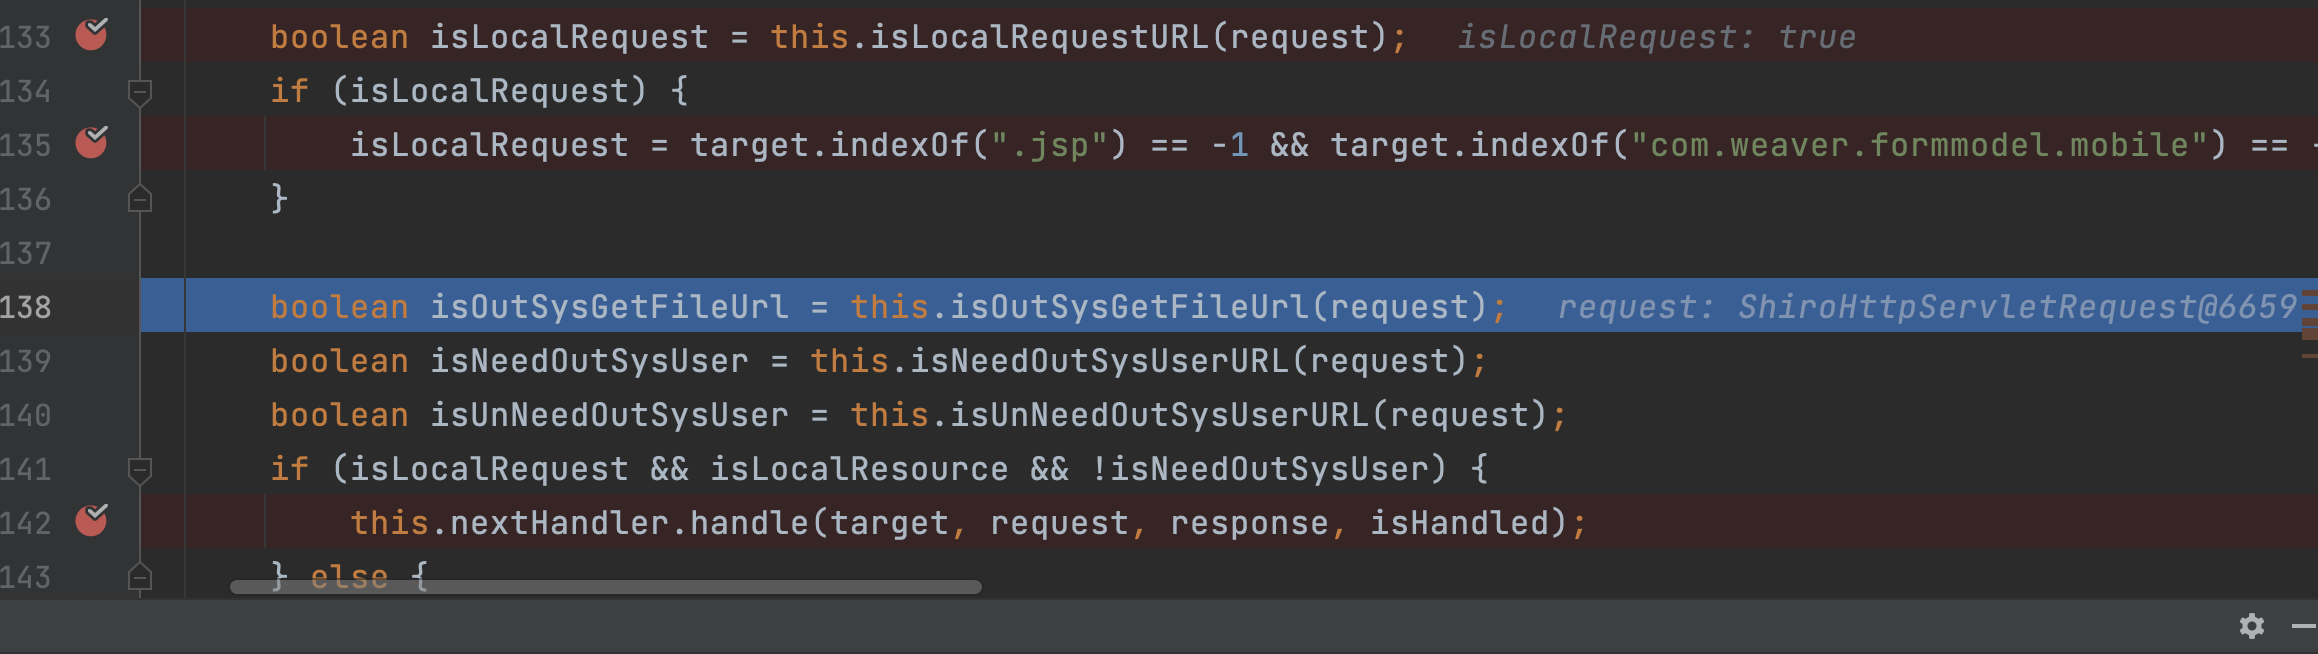 133 boolean isLocalRequest = this.isLocalRequestURL(request); isLocalRequest: true
134 if (isLocalRequest) {
135 isLocalRequest = target.indexOf(".jsp") == -1 && target.indexOf("com.weaver.formmodel.mobile") == -
136 }
137
138 boolean isOutSysGetFileUrl = this.isOutSysGetFileUrl(request); request: ShiroHttpServletRequest@6659
139 boolean isNeedOutSysUser = this.isNeedOutSysUserURL(request);
140 boolean isUnNeedOutSysUser = this.isUnNeedOutSysUserURL(request);
141 if (isLocalRequest && isLocalResource && !isNeedOutSysUser) {
142 this.nextHandler.handle(target, request, response, isHandled);
143 } else {